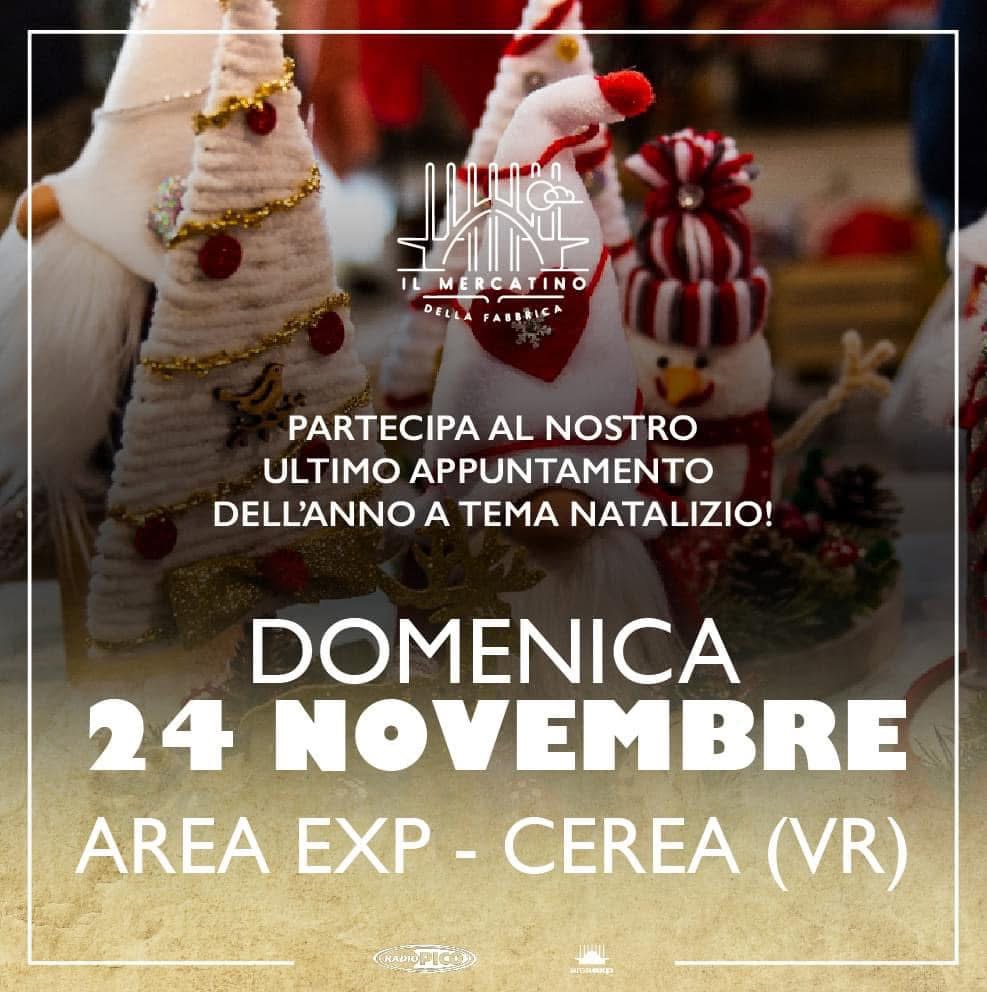 IL MERCATINO
DELLA FABBRICA
PARTECIPA AL NOSTRO
ULTIMO APPUNTAMENTO
DELL'ANNO A TEMA NATALIZIO!
DOMENICA
24 NOVEMBRE
AREA EXP - CEREA (VR)
RADIO PICO areaexp